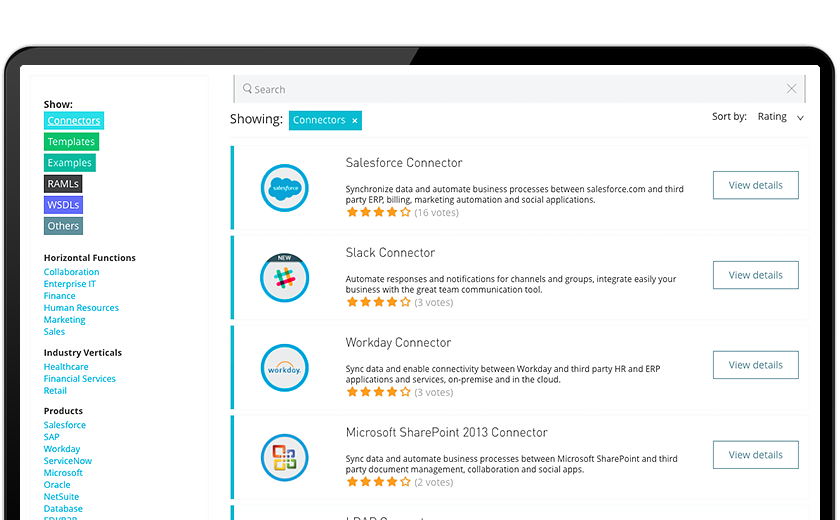 Show:
Connectors
Templates
Examples
RAMLs
WSDLs
Others
Horizontal Functions
Collaboration
Enterprise IT
Finance
Human Resources
Marketing
Sales
Industry Verticals
Healthcare
Financial Services
Retail
Products
Salesforce
SAP
Workday
ServiceNow
Microsoft
Oracle
NetSuite
Database
Search
Showing: Connectors ×
Sort by: Rating
salesforce
Salesforce Connector
Synchronize data and automate business processes between salesforce.com and third
party ERP, billing, marketing automation and social applications.
(16 votes)
View details
NEW
Slack Connector
Automate responses and notifications for channels and groups, integrate easily your
business with the great team communication tool.
(3 votes)
View details
workday.
Workday Connector
Sync data and enable connectivity between Workday and third party HR and ERP
applications and services, on-premise and in the cloud.
(3 votes)
View details
Microsoft SharePoint 2013 Connector
Sync data and automate business processes between Microsoft SharePoint and third
party document management, collaboration and social apps.
(2 votes)
View details